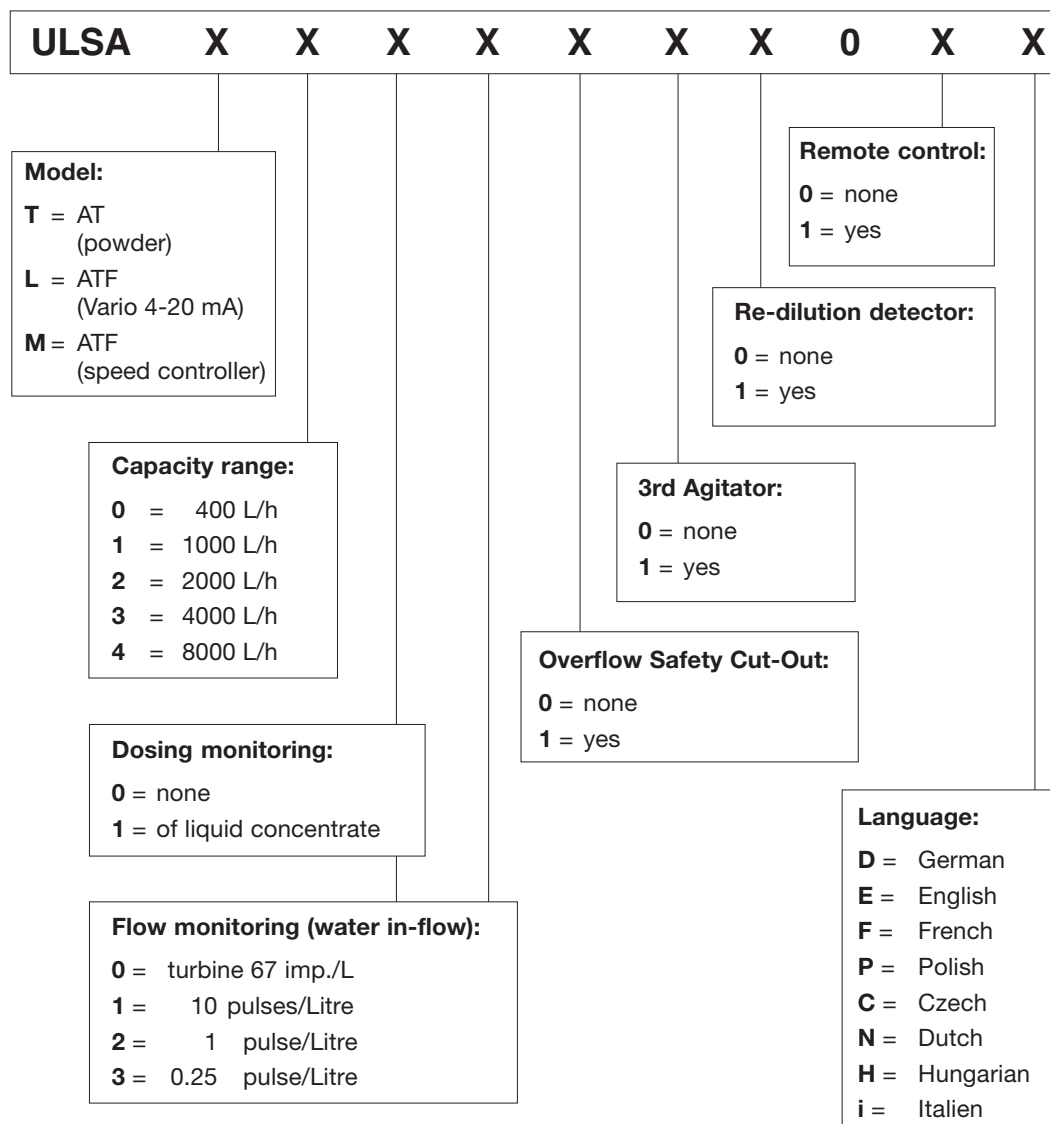 ULSA X X X X X X X 0 X X
Model:
T = AT
(powder)
L = ATF
(Vario 4-20 mA)
M = ATF
(speed controller)
Capacity range:
0 = 400 L/h
1 = 1000 L/h
2 = 2000 L/h
3 = 4000 L/h
4 = 8000 L/h
Dosing monitoring:
0 = none
1 = of liquid concentrate
Flow monitoring (water in-flow):
0 = turbine 67 imp./L
1 = 10 pulses/Litre
2 = 1 pulse/Litre
3 = 0.25 pulse/Litre
Overflow Safety Cut-Out:
0 = none
1 = yes
3rd Agitator:
0 = none
1 = yes
Re-dilution detector:
0 = none
1 = yes
Remote control:
0 = none
1 = yes
Language:
D = German
E = English
F = French
P = Polish
C = Czech
N = Dutch
H = Hungarian
i = Italien